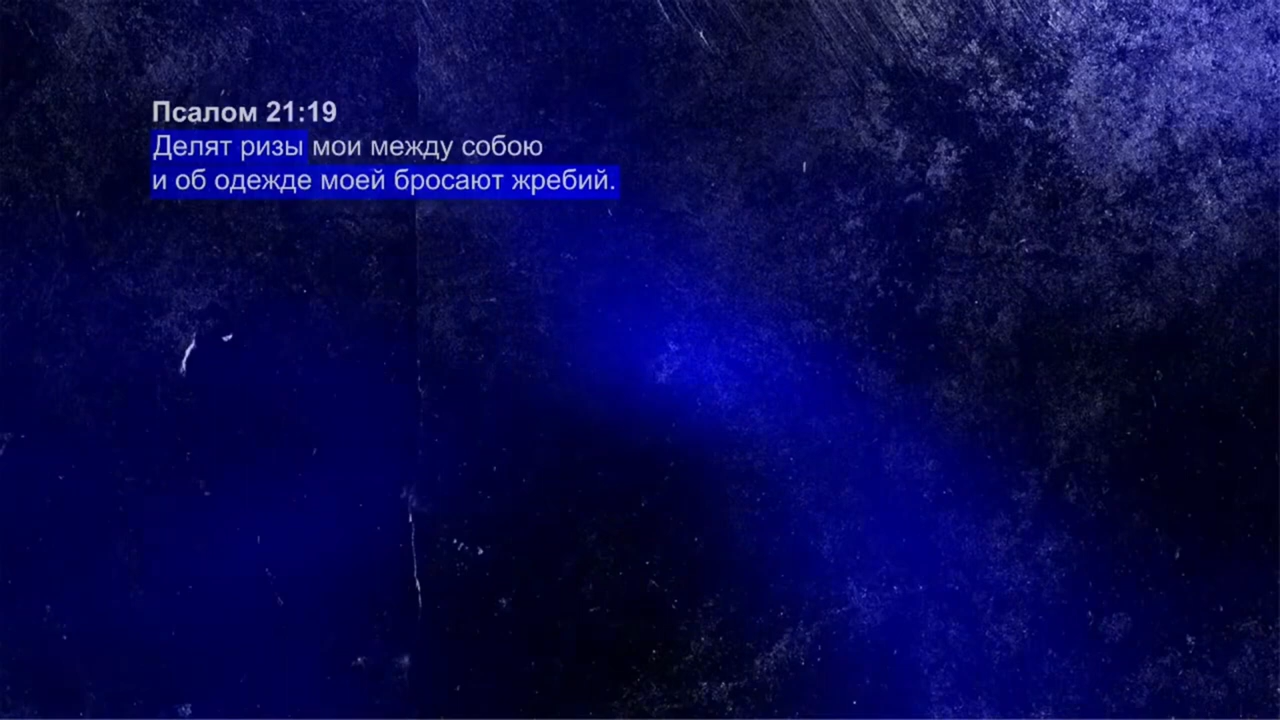 Псалом 21:19
Делят ризы мои между собою
и об одежде моей бросают жребий.